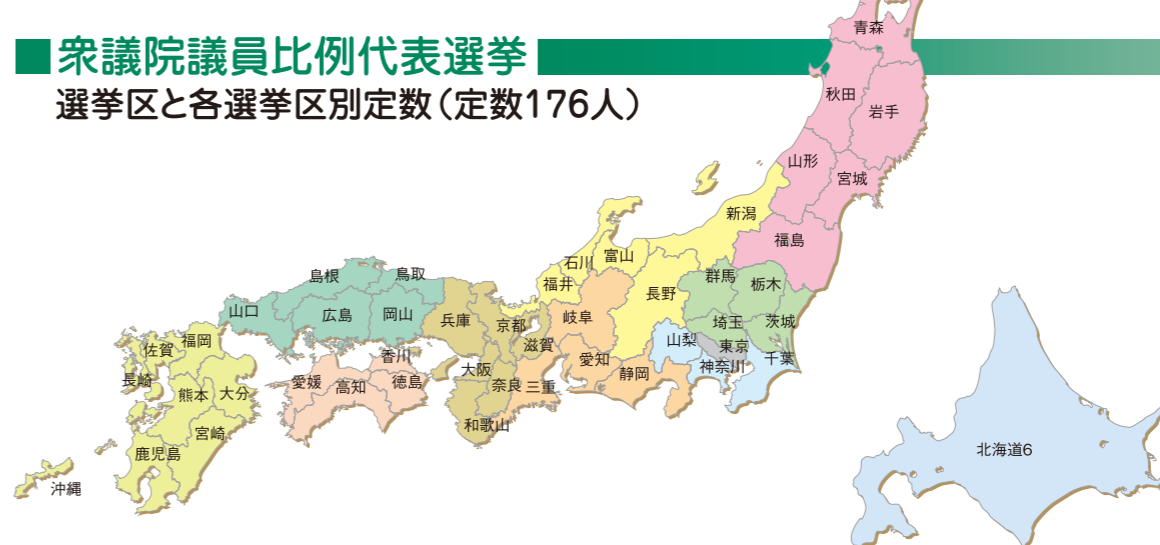 ■衆議院議員比例代表選挙
選挙区と各選挙区別定数（定数176人）
青森
秋田
岩手
山形
宮城
新潟
福島
石川
富山
福井
群馬
栃木
長野
島根
鳥取
山口
広島
岡山
兵庫
京都
滋賀
岐阜
埼玉
茨城
山梨
東京
千葉
神奈川
愛知
静岡
佐賀
福岡
長崎
熊本
大分
宮崎
鹿児島
沖縄
香川
愛媛
高知
徳島
大阪
奈良
三重
和歌山
北海道6